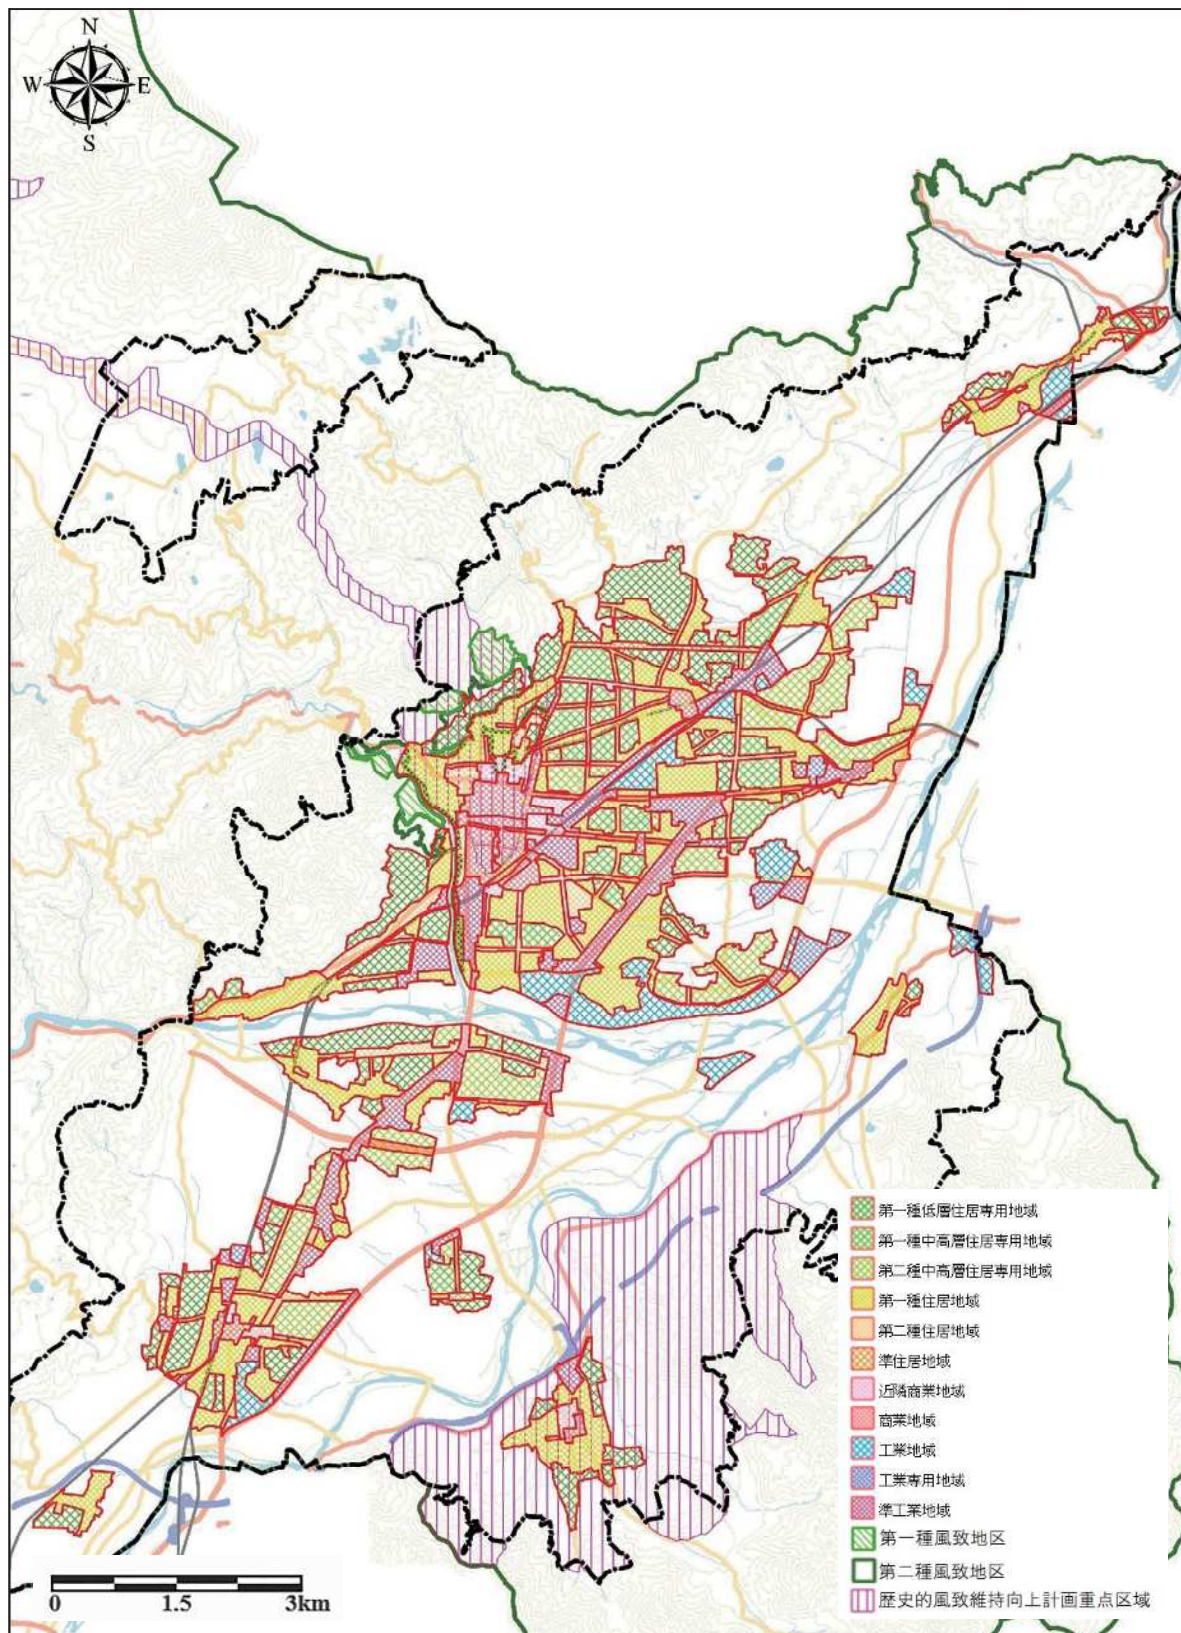 N
W E
S
第一種低層住居専用地域
第一種中高層住居専用地域
第二種中高層住居専用地域
第一種住居地域
第二種住居地域
準住居地域
近隣商業地域
商業地域
工業地域
工業専用地域
準工業地域
第一種風致地区
第二種風致地区
歴史的風致維持向上計画重点区域
0 1.5 3km